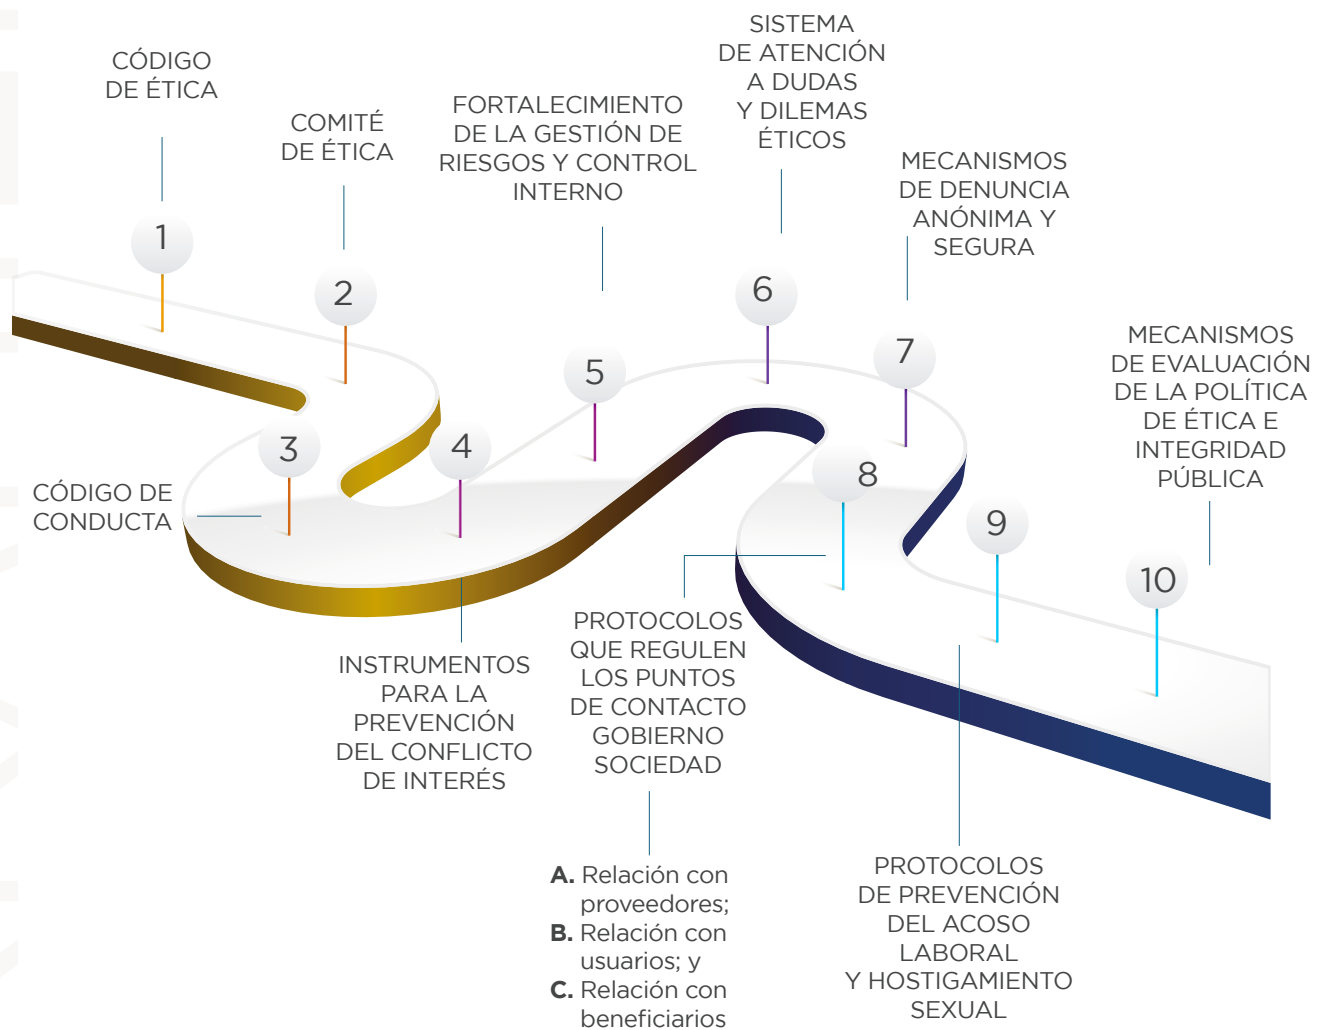 CÓDIGO
DE ÉTICA
1
COMITÉ
DE ÉTICA
2
CÓDIGO DE
CONDUCTA
3
4
INSTRUMENTOS
PARA LA
PREVENCIÓN
DEL CONFLICTO
DE INTERÉS
FORTALECIMIENTO
DE LA GESTIÓN DE
RIESGOS Y CONTROL
INTERNO
5
SISTEMA
DE ATENCIÓN
A DUDAS
Y DILEMAS
ÉTICOS
6
MECANISMOS
DE DENUNCIA
ANÓNIMA Y
SEGURA
7
8
PROTOCOLOS
QUE REGULEN
LOS PUNTOS
DE CONTACTO
GOBIERNO
SOCIEDAD
A. Relación con
proveedores;
B. Relación con
usuarios; y
C. Relación con
beneficiarios
9
PROTOCOLOS
DE PREVENCIÓN
DEL ACOSO
LABORAL
Y HOSTIGAMIENTO
SEXUAL
MECANISMOS
DE EVALUACIÓN
DE LA POLÍTICA
DE ÉTICA E
INTEGRIDAD
PÚBLICA
10